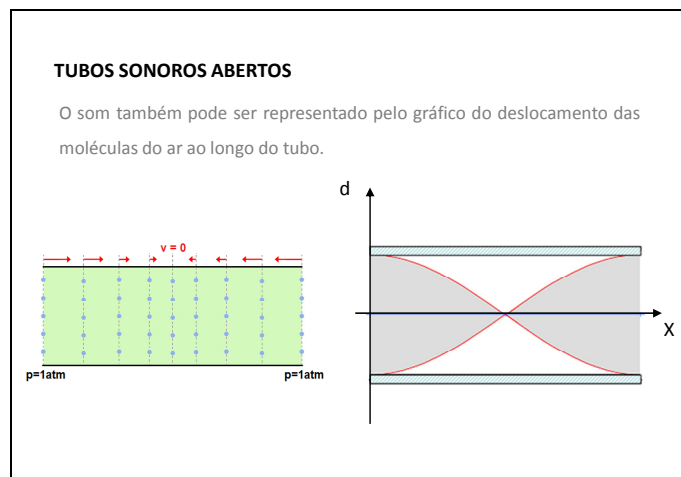 TUBOS SONOROS ABERTOS
O som também pode ser representado pelo gráfico do deslocamento das
moléculas do ar ao longo do tubo.
d
v = 0
X
p=1atm
p=1atm